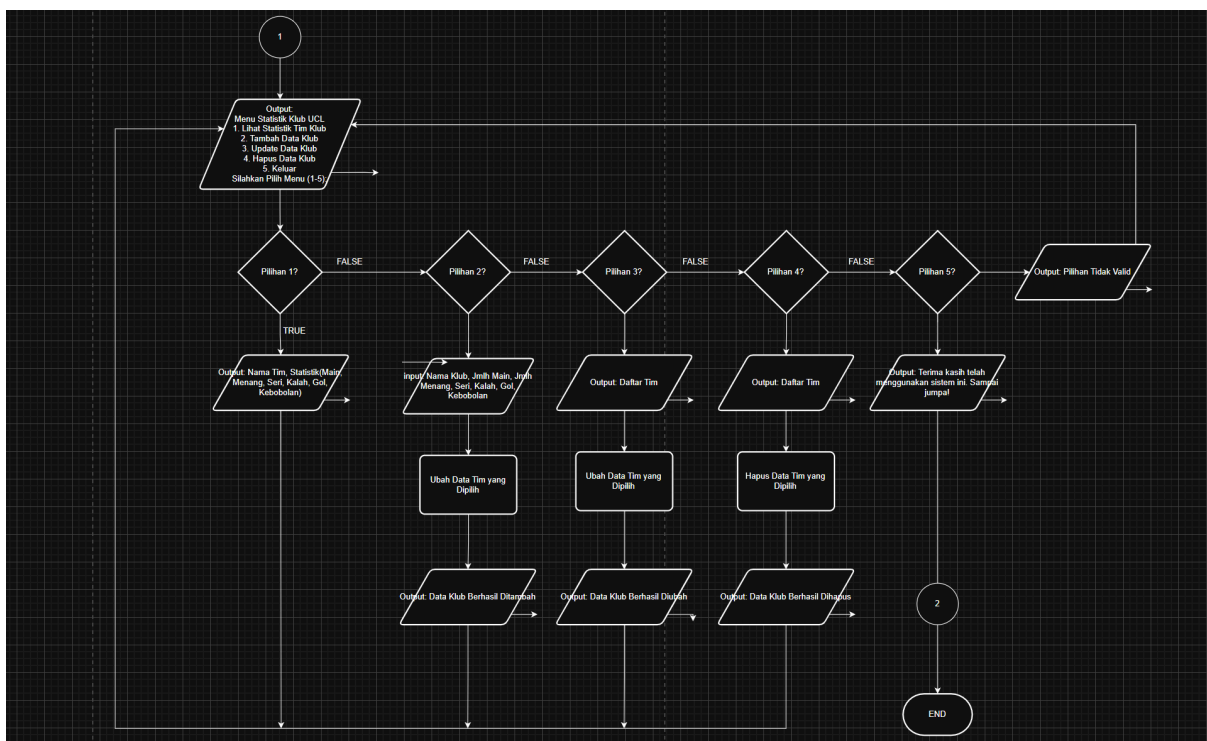 1
Output:
Menu Statistik Klub UCL
1. Lihat Statistik Tim Klub
2. Tambah Data Klub
3. Update Data Klub
4. Hapus Data Klub
5. Keluar
Silahkan Pilih Menu (1-5):
Pilihan 1?
FALSE
Pilihan 2?
FALSE
Pilihan 3?
FALSE
Pilihan 4?
FALSE
Pilihan 5?
Output: Pilihan Tidak Valid
TRUE
Output: Nama Tim, Statistik(Main,
Menang, Seri, Kalah, Gol,
Kebobolan)
input: Nama Klub, Jmlh Main, Jmlh
Menang, Seri, Kalah, Gol,
Kebobolan
Output: Daftar Tim
Output: Daftar Tim
Output: Terima kasih telah
menggunakan sistem ini. Sampai
jumpa!
Ubah Data Tim yang
Dipilih
Ubah Data Tim yang
Dipilih
Hapus Data Tim yang
Dipilih
Output: Data Klub Berhasil Ditambah
Output: Data Klub Berhasil Diubah
Output: Data Klub Berhasil Dihapus
2
END